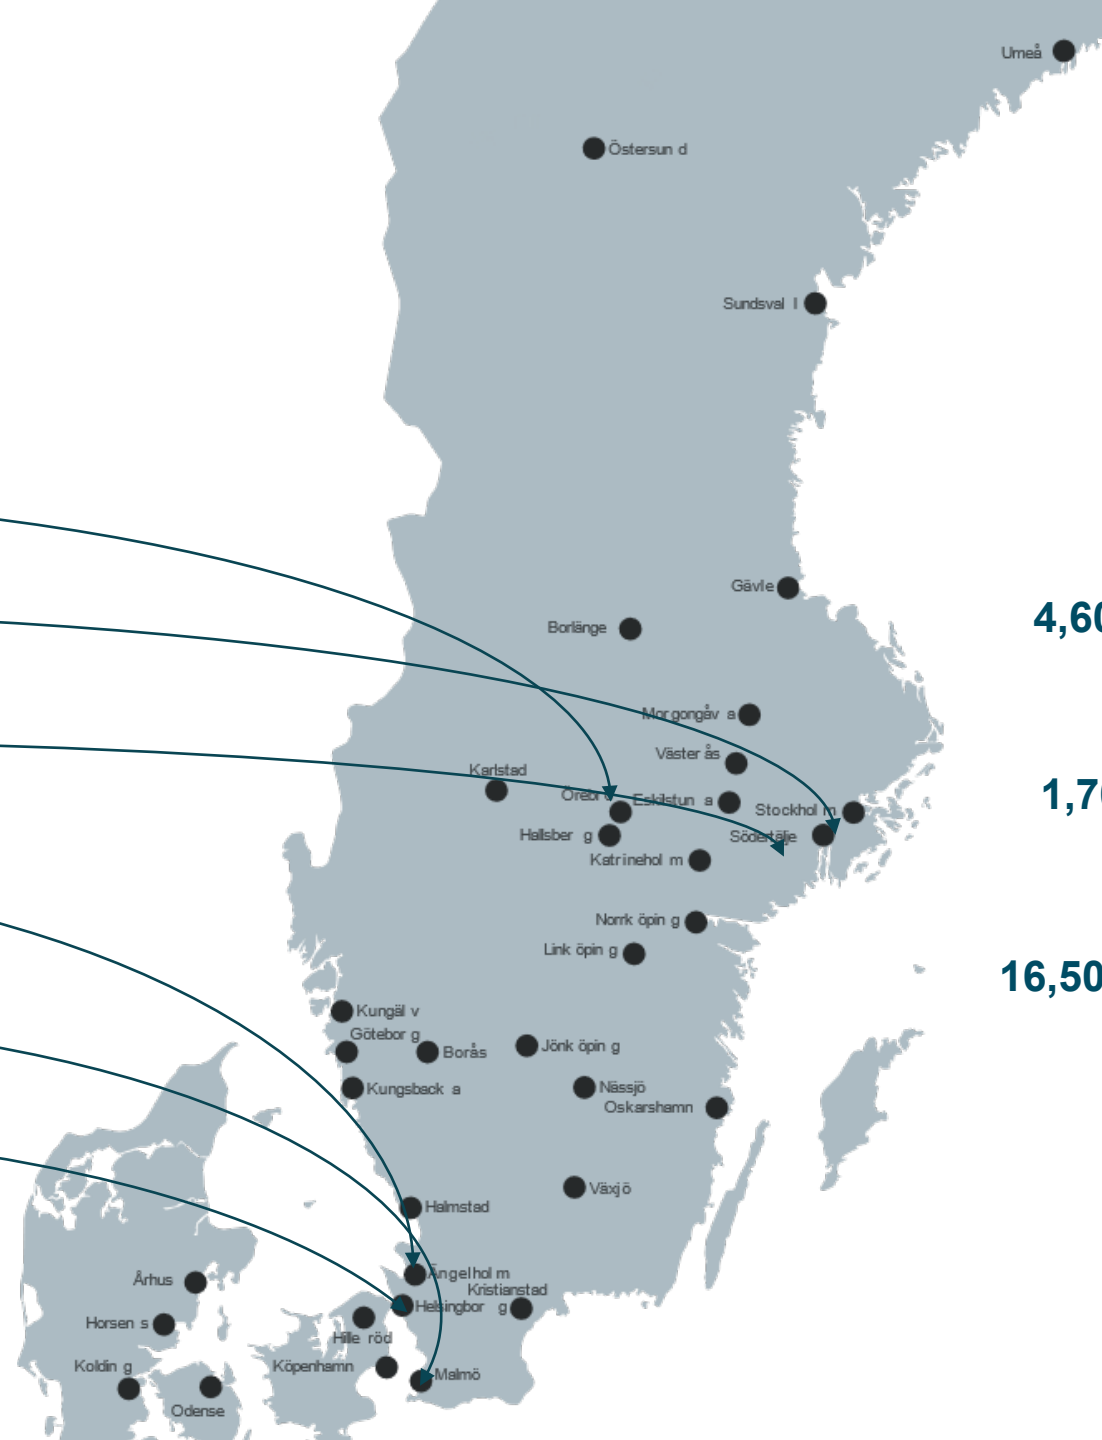 Umeå
Östersun d
Sundsval l
Gävle
4,60
Borlänge
Morgongåv a
Väster ås
Karlstad
1,70
Örebro
Eskilstun a
Stockhol m
Hallsber g
Södertälje
Katrinehol m
Norrk öpin g
Link öpin g
16,50
Kungäl v
Götebor g
Borås
Jönk öpin g
Kungsback a
Nässjö
Oskarshamn
Växjö
Halmstad
Ängelhol m
Århus
Kristianstad
Helsingbor g
Horsen s
Hille röd
Köpenhamn
Koldin g
Malmö
Odense